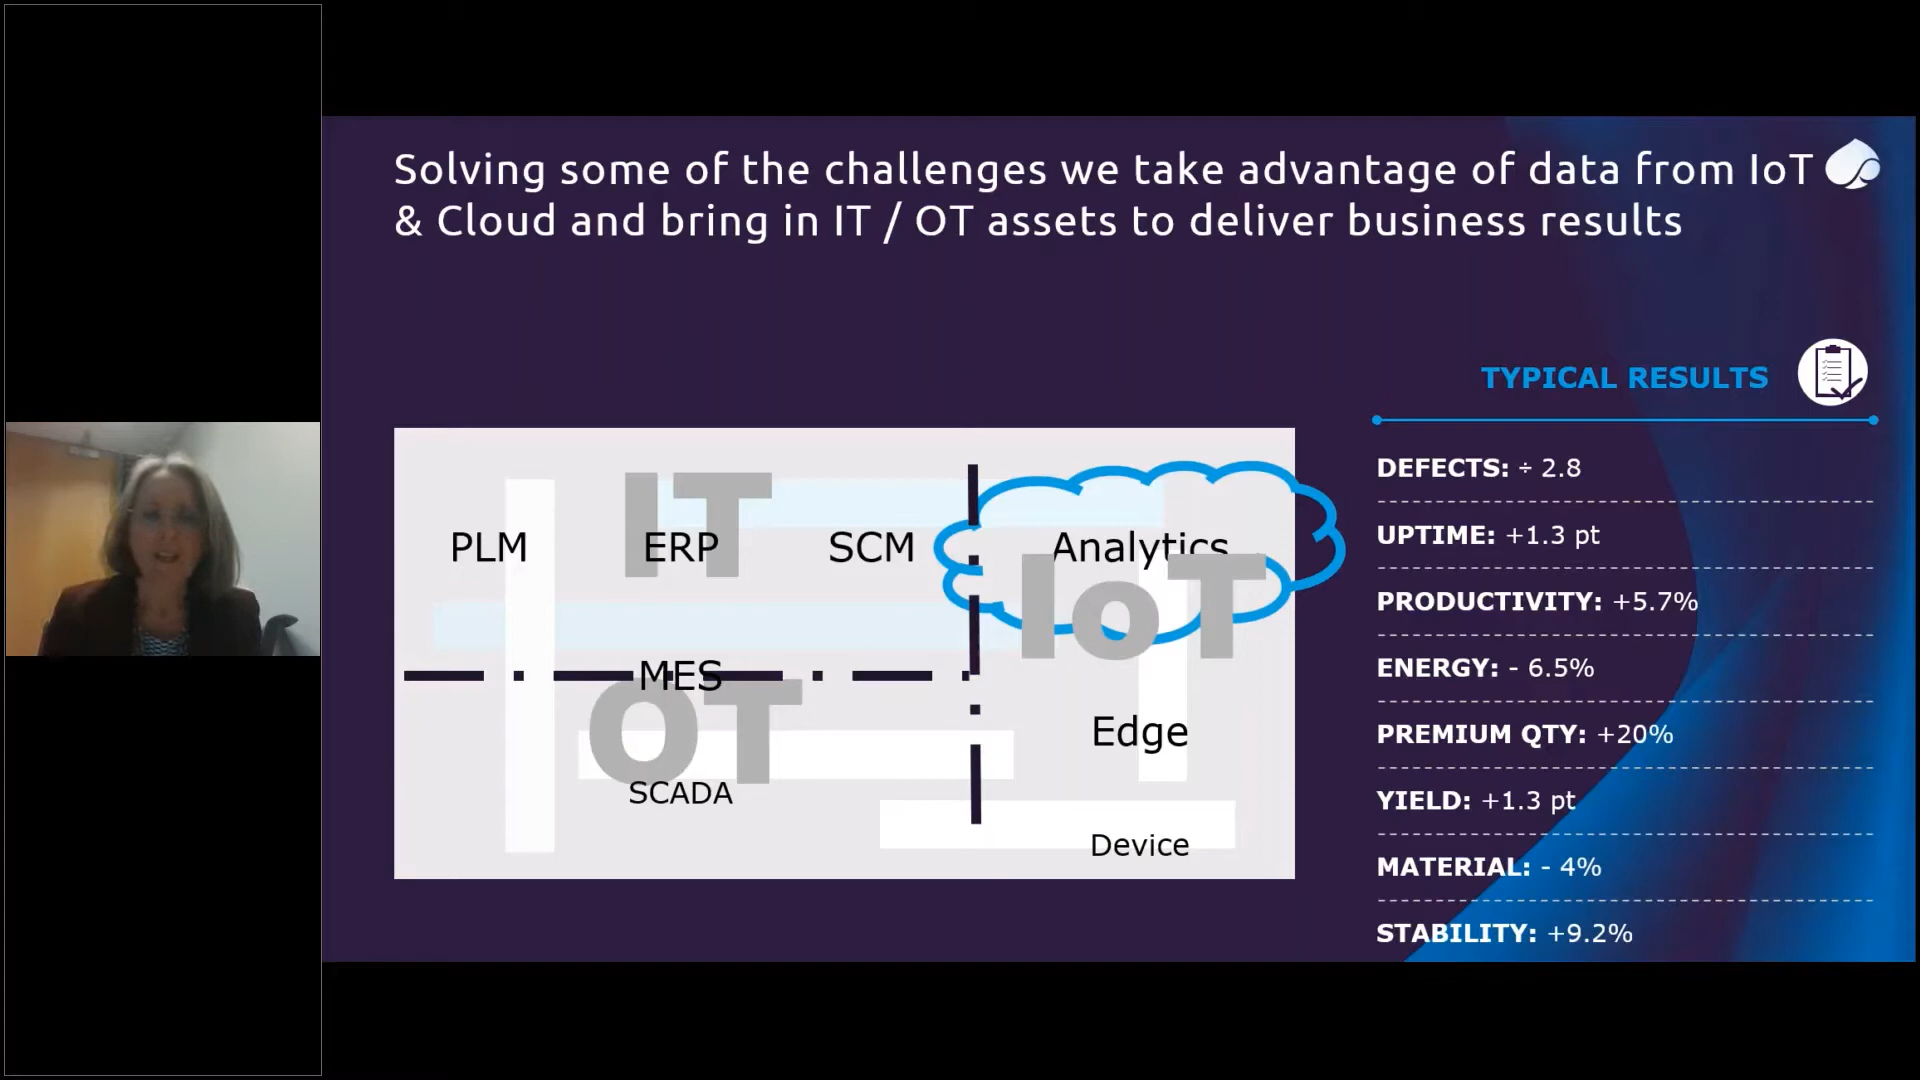 Solving some of the challenges we take advantage of data from IoT
& Cloud and bring in IT / OT assets to deliver business results
TYPICAL RESULTS
IT
PLM
ERP
SCM
Analytics
IoT
MES
OT
Edge
SCADA
Device
DEFECTS: ÷ 2.8
UPTIME: +1.3 pt
PRODUCTIVITY: +5.7%
ENERGY: - 6.5%
PREMIUM QTY: +20%
YIELD: +1.3 pt
MATERIAL: - 4%
STABILITY: +9.2%